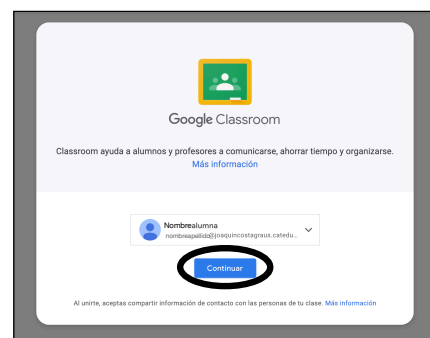 Google Classroom
Classroom ayuda a alumnos y profesores a comunicarse, ahorrar tiempo y organizarse.
Más información
Nombrealumna
nombreapellido@joaquincostagraus.catedu...
Continuar
Al unirte, aceptas compartir información de contacto con las personas de tu clase. Más información